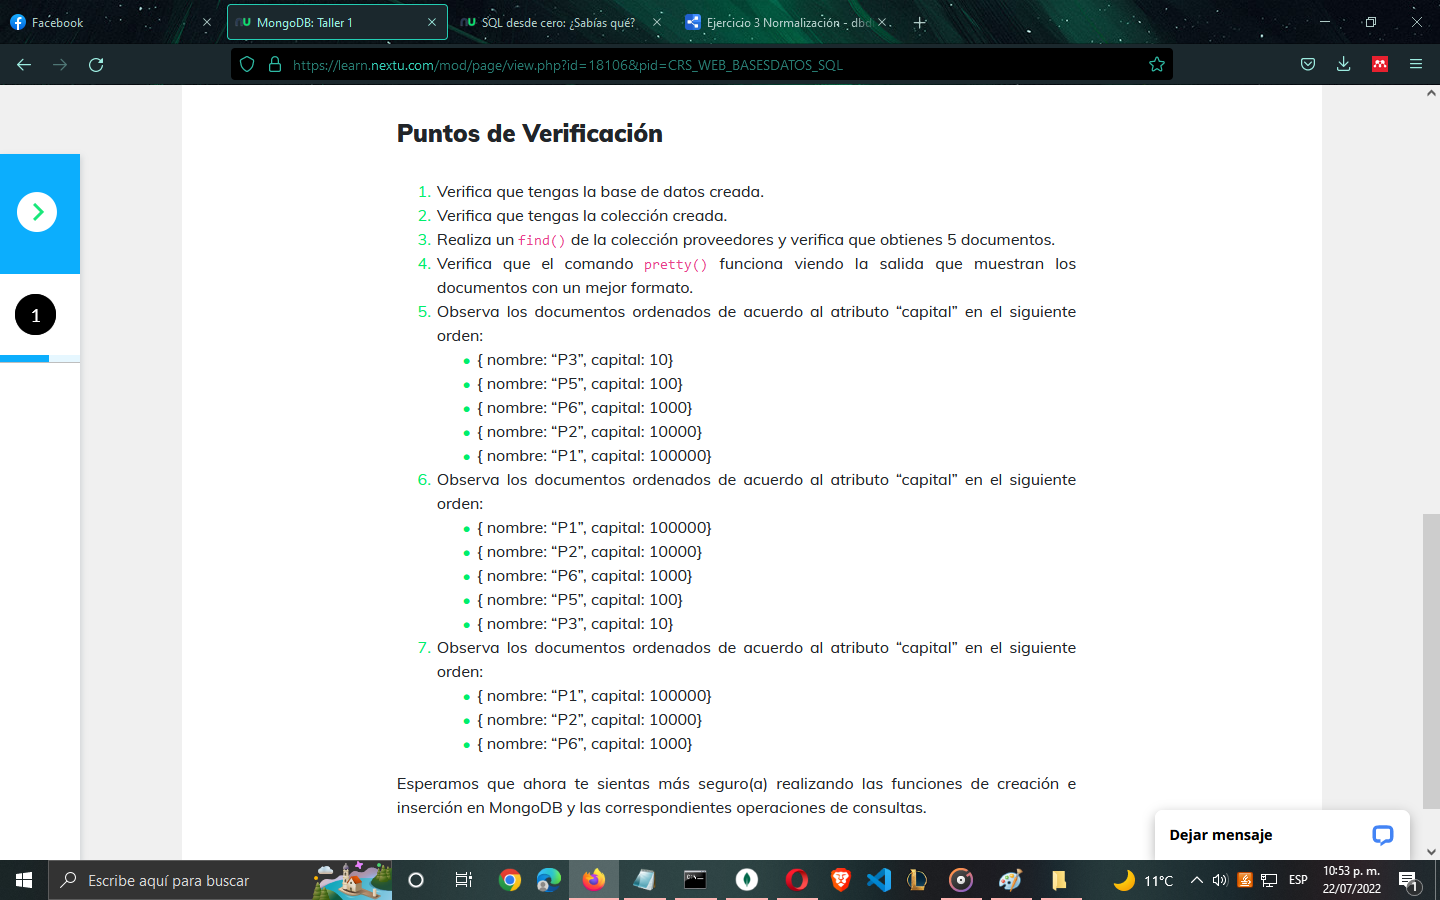 Facebook
MongoDB: Taller 1
SQL desde cero: ¿Sabías qué?
Ejercicio 3 Normalización - dbd
https://learn.nextu.com/mod/page/view.php?id=18106&pid=CRS_WEB_BASESDATOS_SQL
Puntos de Verificación
1. Verifica que tengas la base de datos creada.
2. Verifica que tengas la colección creada.
3. Realiza un find() de la colección proveedores y verifica que obtienes 5 documentos.
4. Verifica que el comando pretty() funciona viendo la salida que muestran los
documentos con un mejor formato.
5. Observa los documentos ordenados de acuerdo al atributo “capital” en el siguiente
orden:
• { nombre: “P3”, capital: 10}
• { nombre: “P5”, capital: 100}
• { nombre: “P6”, capital: 1000}
• { nombre: “P2”, capital: 10000}
• { nombre: “P1”, capital: 100000}
6. Observa los documentos ordenados de acuerdo al atributo “capital” en el siguiente
orden:
• { nombre: “P1”, capital: 100000}
• { nombre: “P2”, capital: 10000}
• { nombre: “P6”, capital: 1000}
• { nombre: “P5”, capital: 100}
• { nombre: “P3”, capital: 10}
7. Observa los documentos ordenados de acuerdo al atributo “capital” en el siguiente
orden:
• { nombre: “P1”, capital: 100000}
• { nombre: “P2”, capital: 10000}
• { nombre: “P6”, capital: 1000}
Esperamos que ahora te sientas más seguro(a) realizando las funciones de creación e
inserción en MongoDB y las correspondientes operaciones de consultas.
1
Dejar mensaje
Escribe aquí para buscar
11°C
ESP
10:53 p. m.
22/07/2022
1